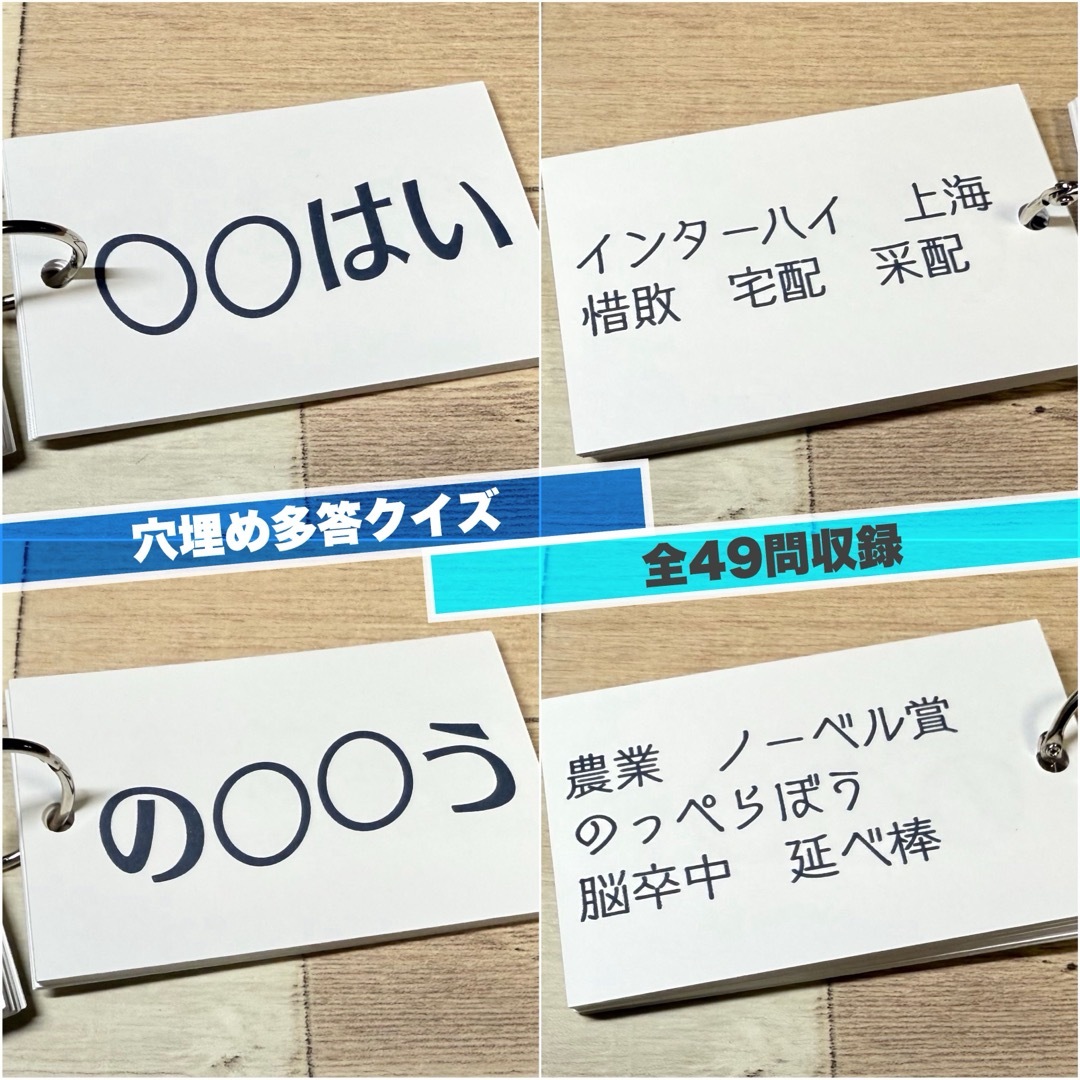 〇〇はい
インターハイ　上海
惜敗　宅配　采配
穴埋め多答クイズ
全49問収録
の〇〇う
農業　ノーベル賞
のっぺらぼう
脳卒中　延べ棒